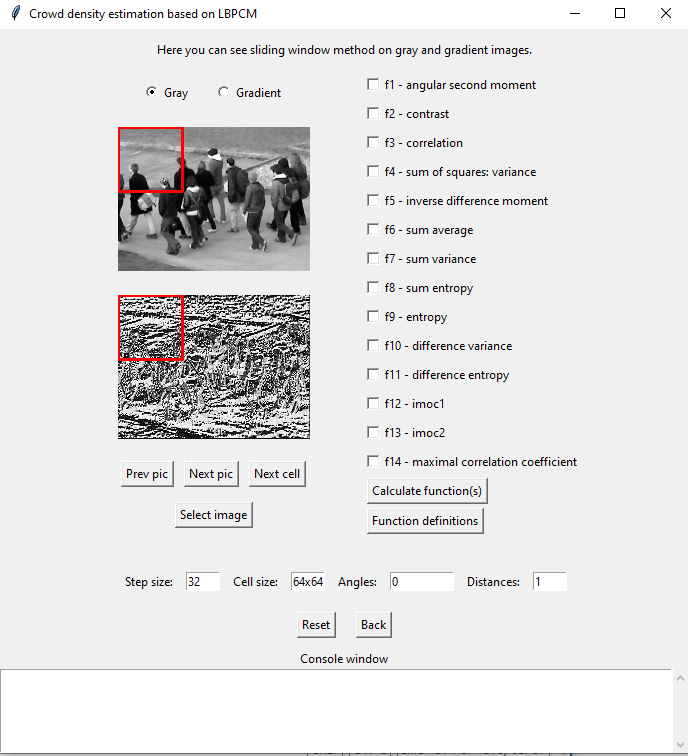 Crowd density estimation based on LBPCM
Here you can see sliding window method on gray and gradient images.
Gray Gradient
f1 - angular second moment
f2 - contrast
f3 - correlation
f4 - sum of squares: variance
f5 - inverse difference moment
f6 - sum average
f7 - sum variance
f8 - sum entropy
f9 - entropy
f10 - difference variance
f11 - difference entropy
f12 - imoc1
f13 - imoc2
f14 - maximal correlation coefficient
Prev pic Next pic Next cell
Calculate function(s)
Select image
Function definitions
Step size: 32 Cell size: 64x64 Angles: 0 Distances: 1
Reset Back
Console window